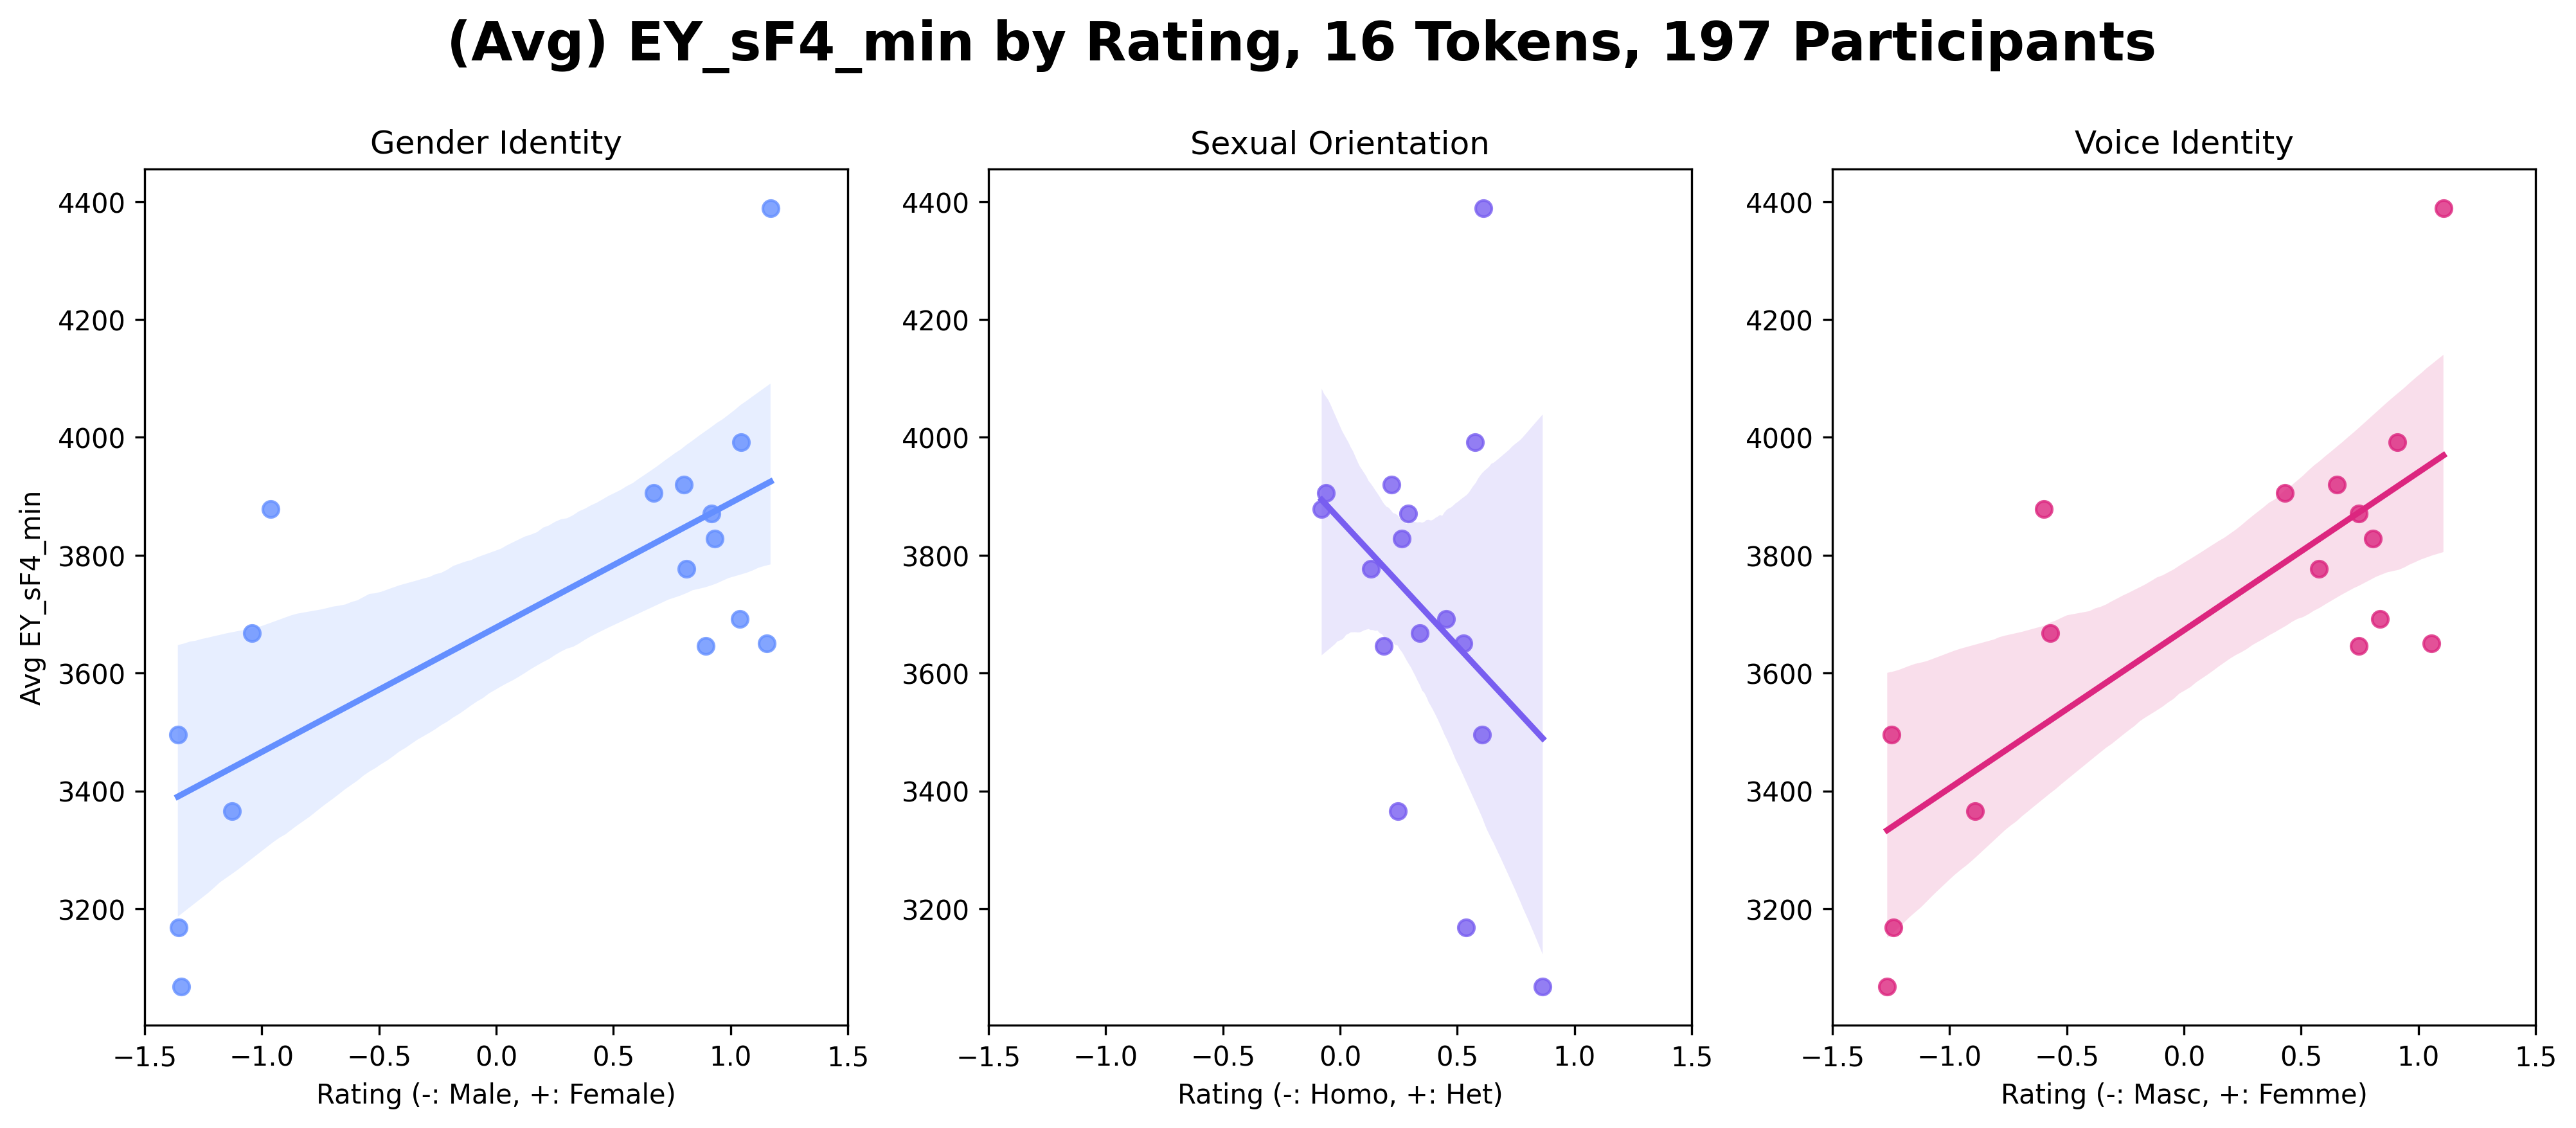 (Avg) EY_sF4_min by Rating, 16 Tokens, 197 Participants
Gender Identity
Sexual Orientation
Voice Identity
Avg EY_sF4_min
4400
4200
4000
3800
3600
3400
3200
−1.5 −1.0 −0.5 0.0 0.5 1.0 1.5
Rating (-: Male, +: Female)
4400
4200
4000
3800
3600
3400
3200
−1.5 −1.0 −0.5 0.0 0.5 1.0 1.5
Rating (-: Homo, +: Het)
4400
4200
4000
3800
3600
3400
3200
−1.5 −1.0 −0.5 0.0 0.5 1.0 1.5
Rating (-: Masc, +: Femme)